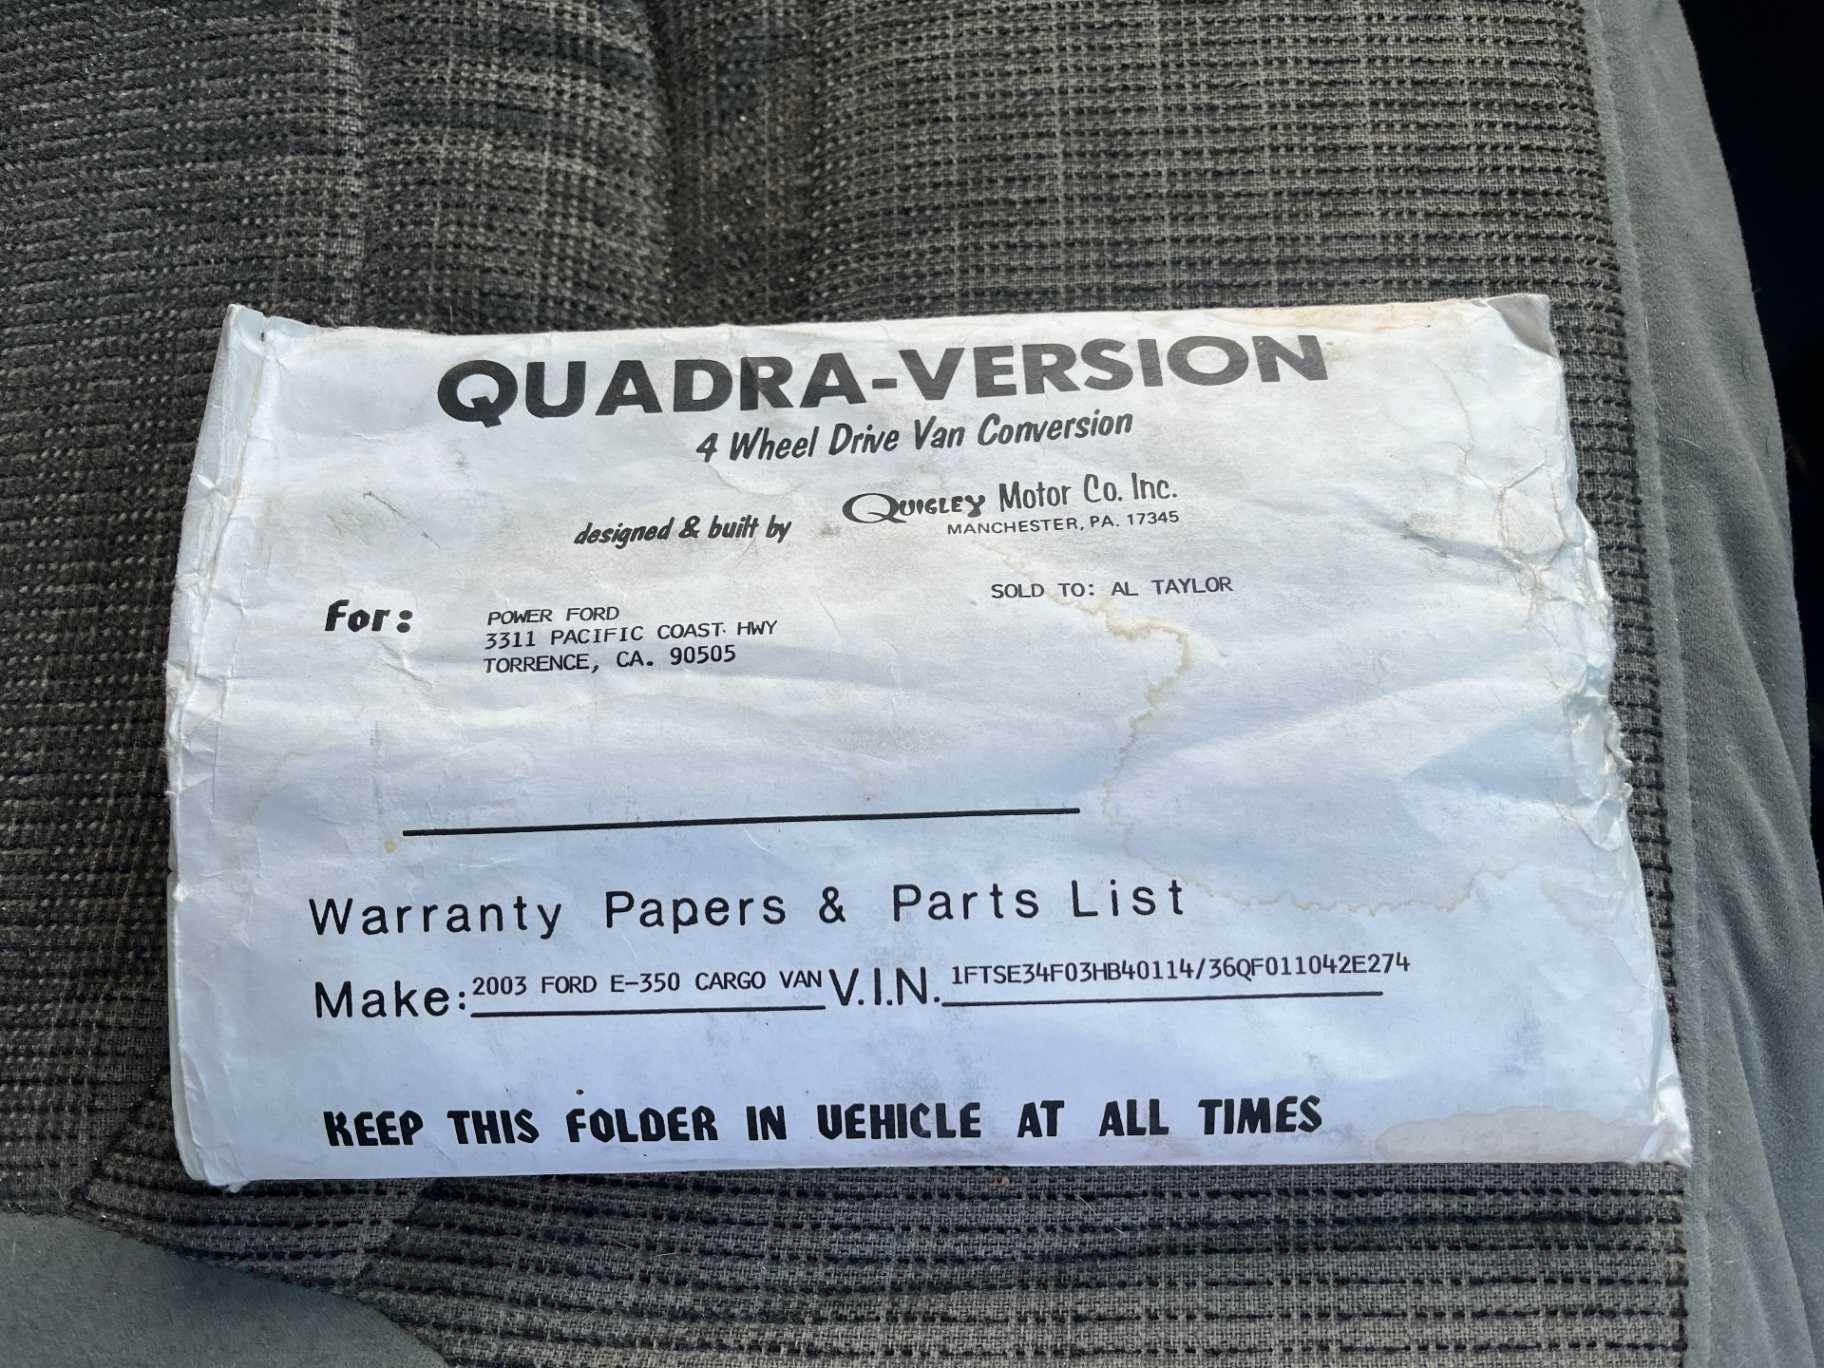 QUADRA-VERSION
4 Wheel Drive Van Conversion
designed & built by QUIGLEY Motor Co. Inc.
MANCHESTER, PA. 17345
SOLD TO: AL TAYLOR
For: POWER FORD
3311 PACIFIC COAST HWY
TORRENCE, CA. 90505
Warranty Papers & Parts List
Make: 2003 FORD E-350 CARGO VAN V.I.N. 1FTSE34F03HB40114/36QF011042E274
KEEP THIS FOLDER IN VEHICLE AT ALL TIMES